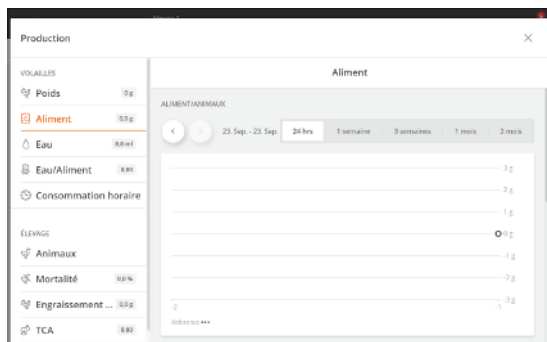 Production
VOLAILLES
Poids 0 g
Aliment 0,0 g
Eau 0,0 ml
Eau/Aliment 0,00
Consommation horaire
ÉLEVAGE
Animaux
Mortalité 0,0 %
Engraissement ... 0,0 g
TCA 0,00
Aliment
ALIMENT/ANIMAUX
23. Sep. - 23. Sep. 24 hrs 1 semaine 3 semaines 1 mois 2 mois
3 g
2 g
1 g
0 g
-1 g
-2 g
-3 g
-2 -1
Référence